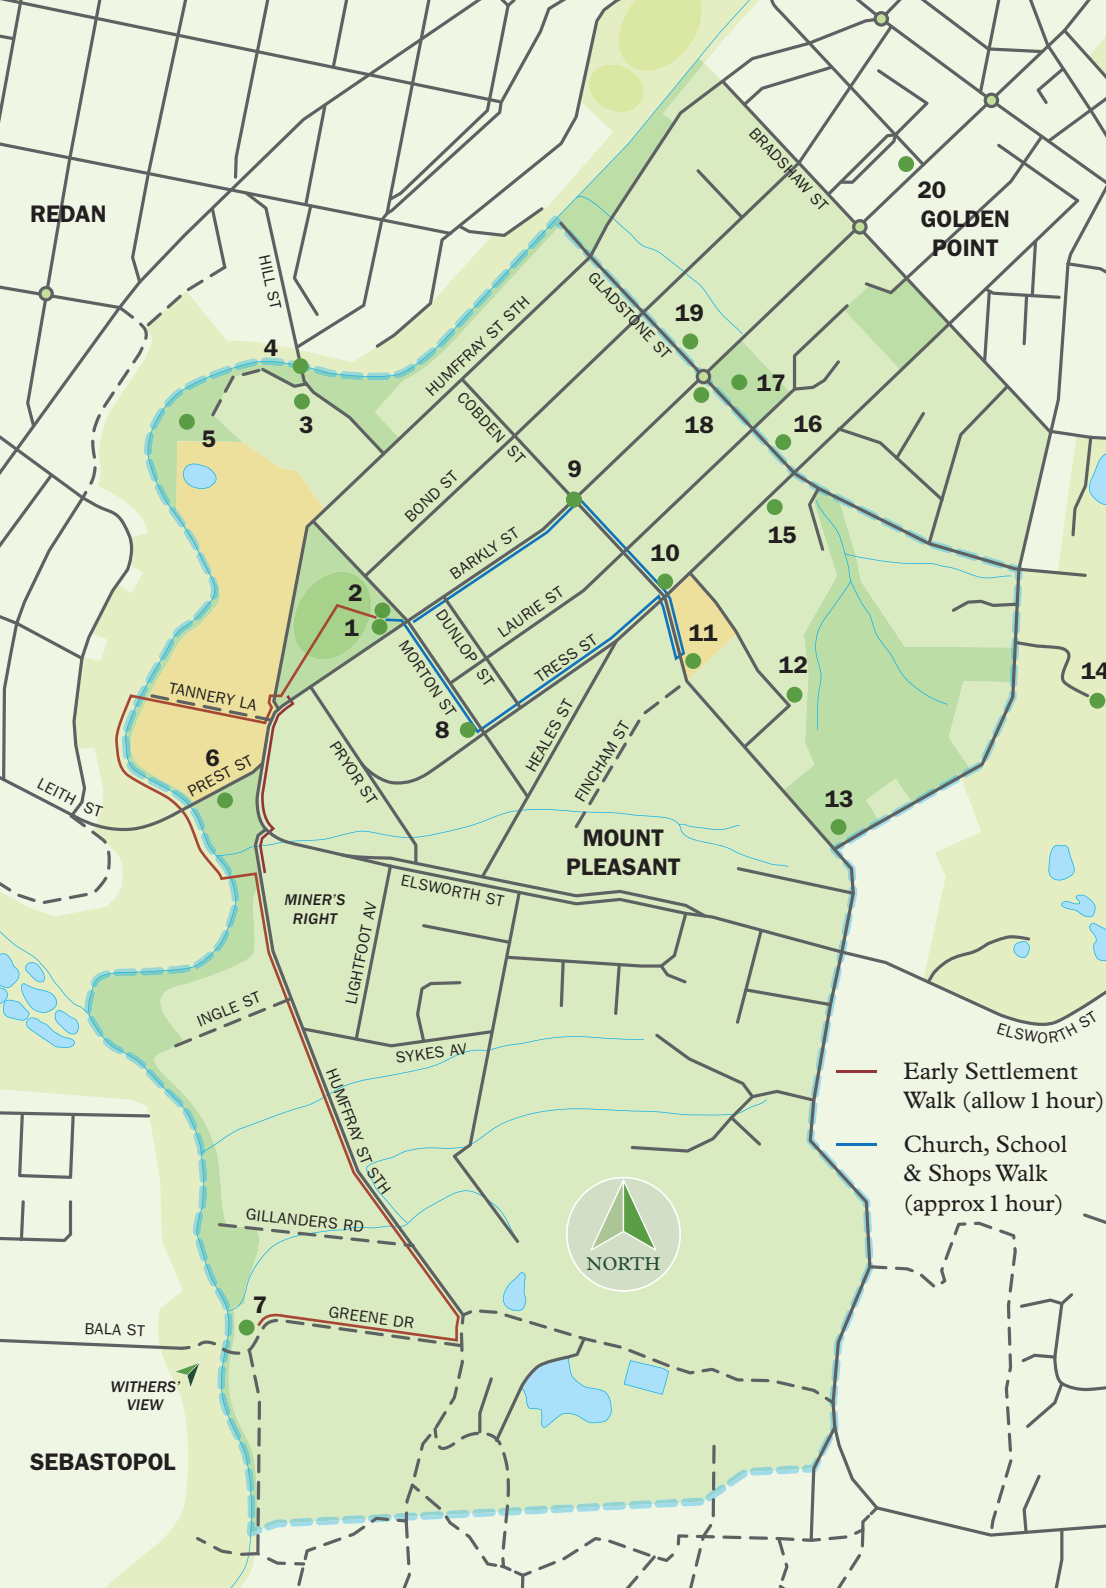 BRADSHAW ST
20
GOLDEN
POINT
REDAN
HILL ST
GLADSTONE ST
HUMFFRAY ST STH
19
4
17
3
18
16
5
COBDEN ST
9
BOND ST
15
BARKLY ST
10
2
1
LAURIE ST
DUNLOP ST
11
MORTON ST
TRESS ST
12
14
TANNERY LA
8
HEALES ST
FINCHAM ST
6
PREST ST
PRYOR ST
LEITH ST
13
MOUNT
PLEASANT
ELSWORTH ST
MINER'S
RIGHT
LIGHTFOOT AV
INGLE ST
ELSWORTH ST
SYKES AV
Early Settlement
Walk (allow 1 hour)
Church, School
& Shops Walk
(approx 1 hour)
HUMFFRAY ST STH
GILLANDERS RD
NORTH
7
GREENE DR
BALA ST
WITHERS'
VIEW
SEBASTOPOL